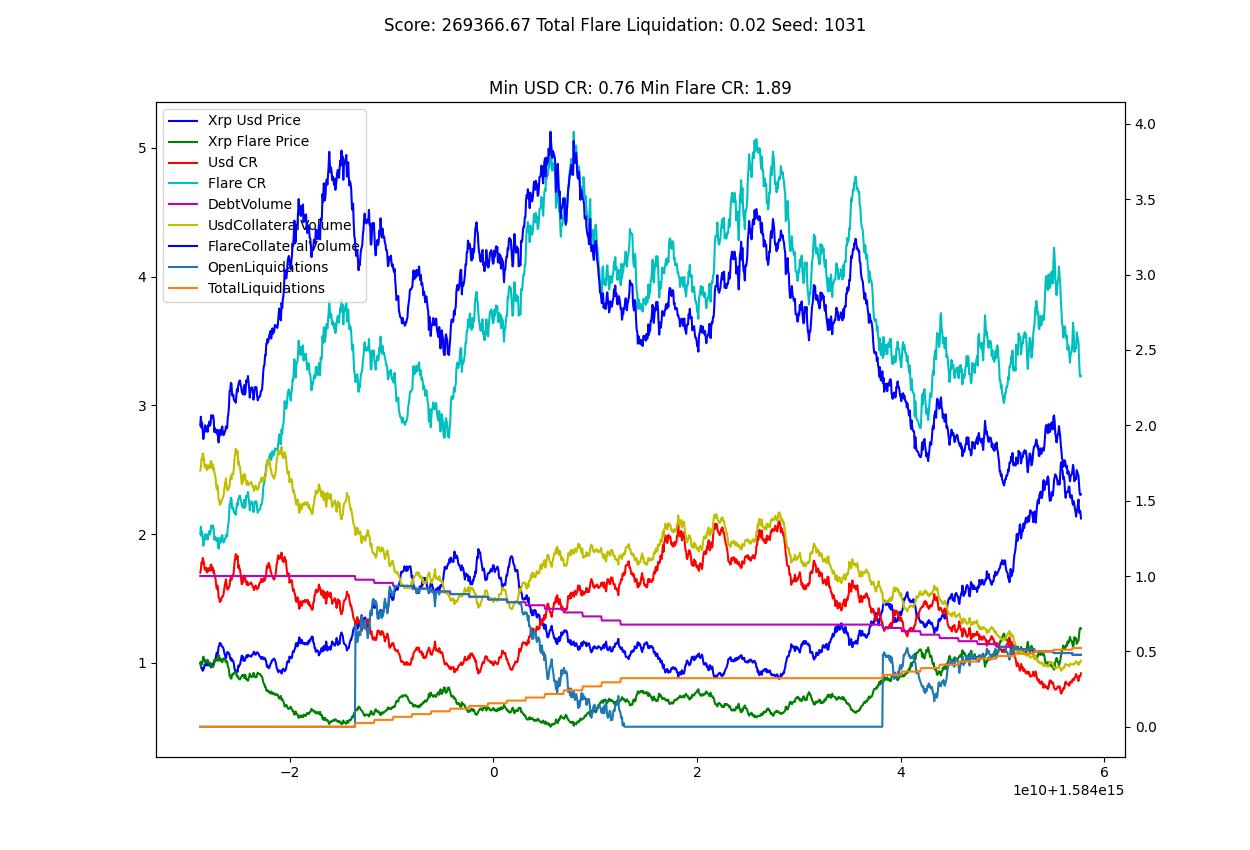 Score: 269366.67 Total Flare Liquidation: 0.02 Seed: 1031
Min USD CR: 0.76 Min Flare CR: 1.89
Xrp Usd Price
Xrp Flare Price
Usd CR
Flare CR
DebtVolume
UsdCollateralVolume
FlareCollateralVolume
OpenLiquidations
TotalLiquidations
5
4
3
2
1
4.0
3.5
3.0
2.5
2.0
1.5
1.0
0.5
0.0
−2 0 2 4 6
1e10+1.584e15